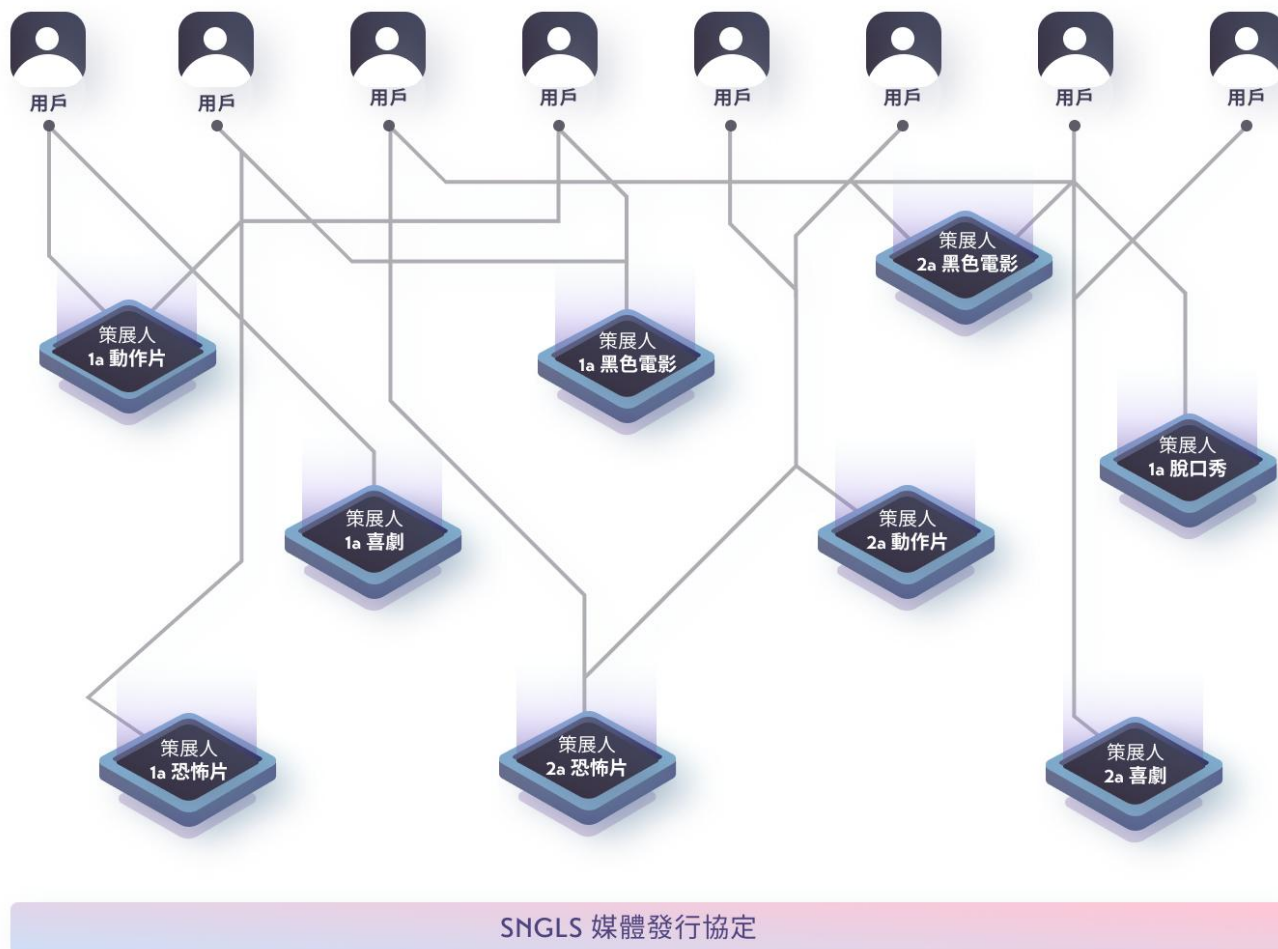 用戶
用戶
用戶
用戶
用戶
用戶
用戶
用戶
策展人
2a 黑色電影
策展人
1a 動作片
策展人
1a 黑色電影
策展人
1a 脫口秀
策展人
1a 喜劇
策展人
2a 動作片
策展人
1a 恐怖片
策展人
2a 恐怖片
策展人
2a 喜劇
SNGLS 媒體發行協定